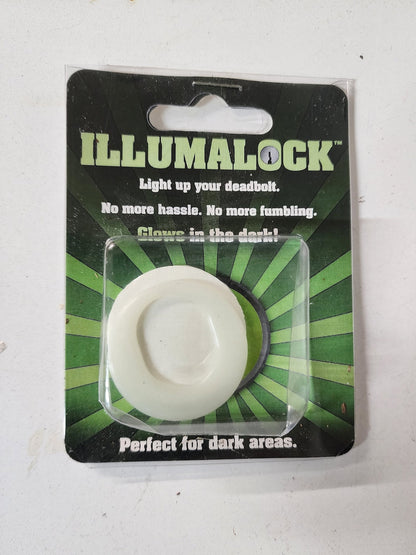 ILLUMALOCK™
Light up your deadbolt.
No more hassle. No more fumbling.
Glows in the dark!
Perfect for dark areas.